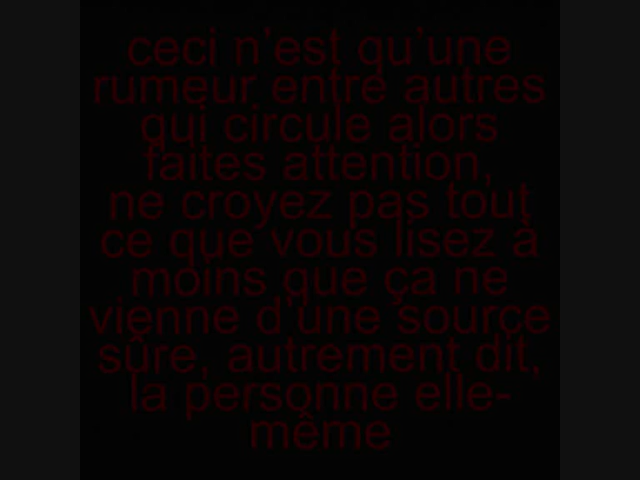 ceci n'est qu'une
rumeur entre autres
qui circule alors
faites attention,
ne croyez pas tout
ce que vous lisez à
moins que ça ne
vienne d'une source
sûre, autrement dit,
la personne elle-
même